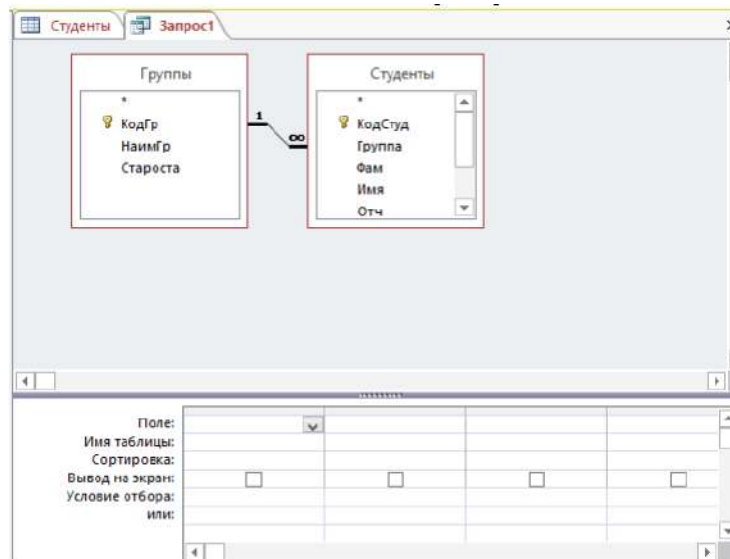 Студенты Запрос1
Группы
*
КодГр
НаимГр
Староста
1
∞
Студенты
*
КодСтуд
Группа
Фам
Имя
Отч
Поле:
Имя таблицы:
Сортировка:
Вывод на экран:
Условие отбора:
или: